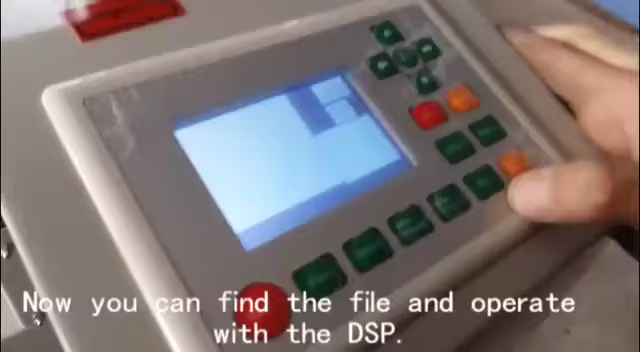 Now you can find the file and operate
with the DSP.